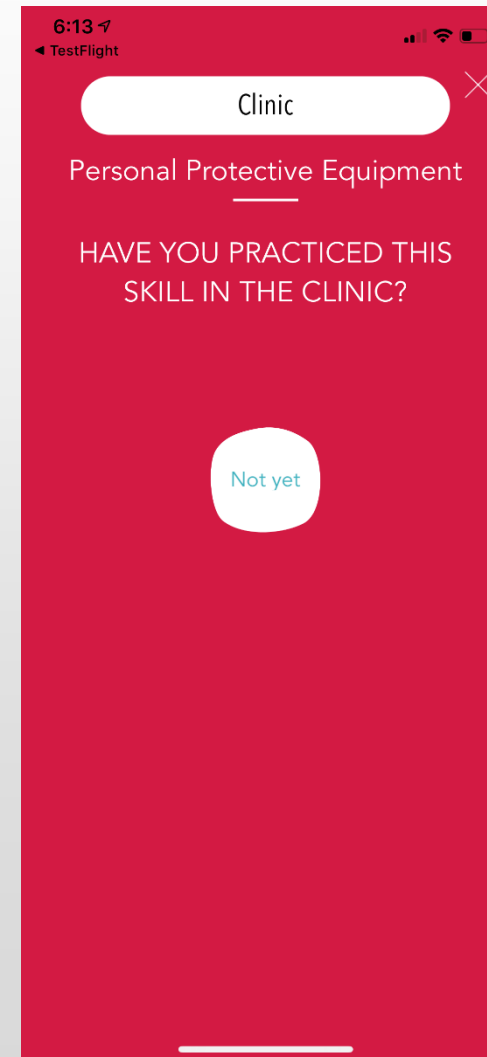 6:13
◀ TestFlight
Clinic
Personal Protective Equipment
HAVE YOU PRACTICED THIS
SKILL IN THE CLINIC?
Not yet